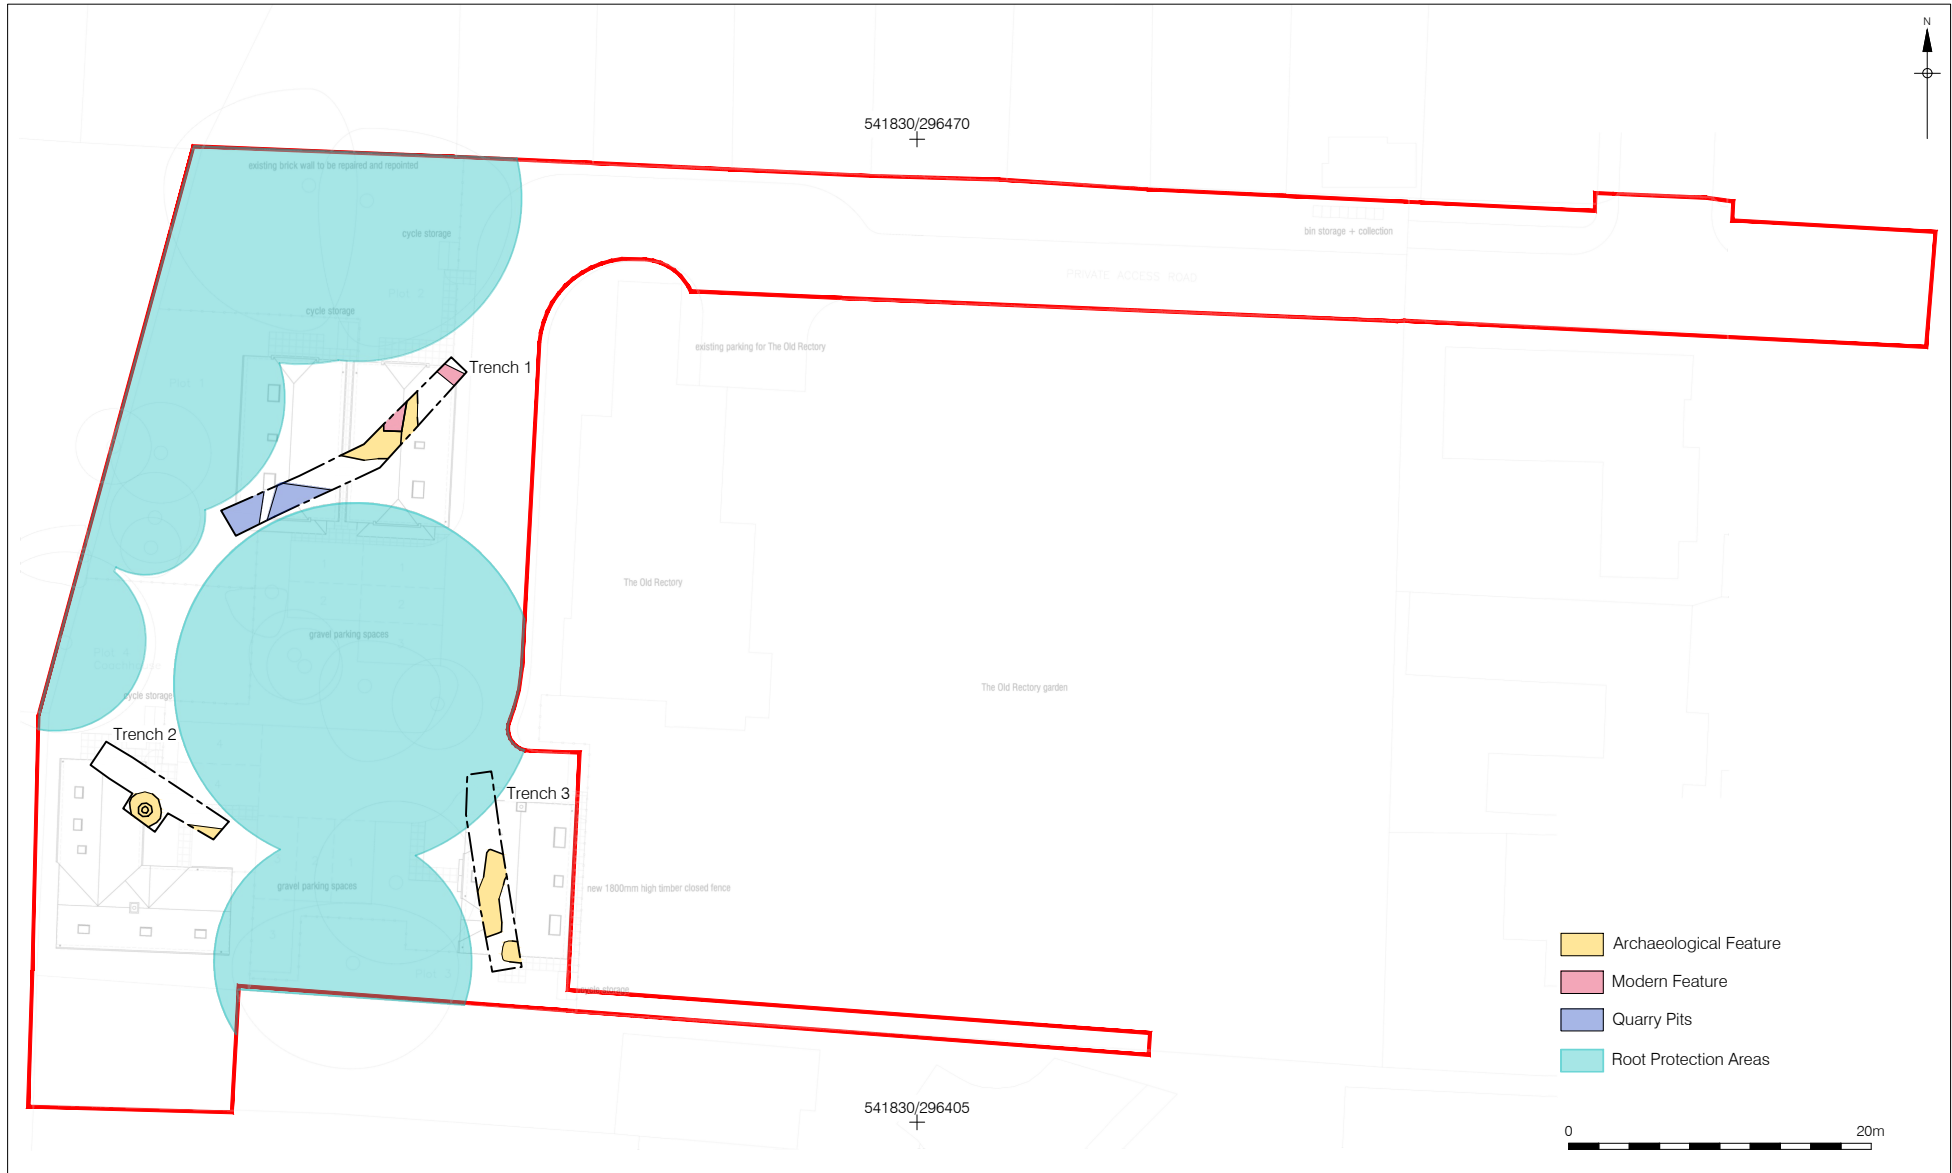 N
541830/296470
existing brick wall to be repaired and repointed
cycle storage
bin storage + collection
PRIVATE ACCESS ROAD
cycle storage
existing parking for The Old Rectory
Trench 1
The Old Rectory
gravel parking spaces
The Old Rectory garden
cycle storage
Trench 2
Trench 3
gravel parking spaces
new 1800mm high timber closed fence
Archaeological Feature
Modern Feature
cycle storage
Quarry Pits
Root Protection Areas
541830/296405
0 20m